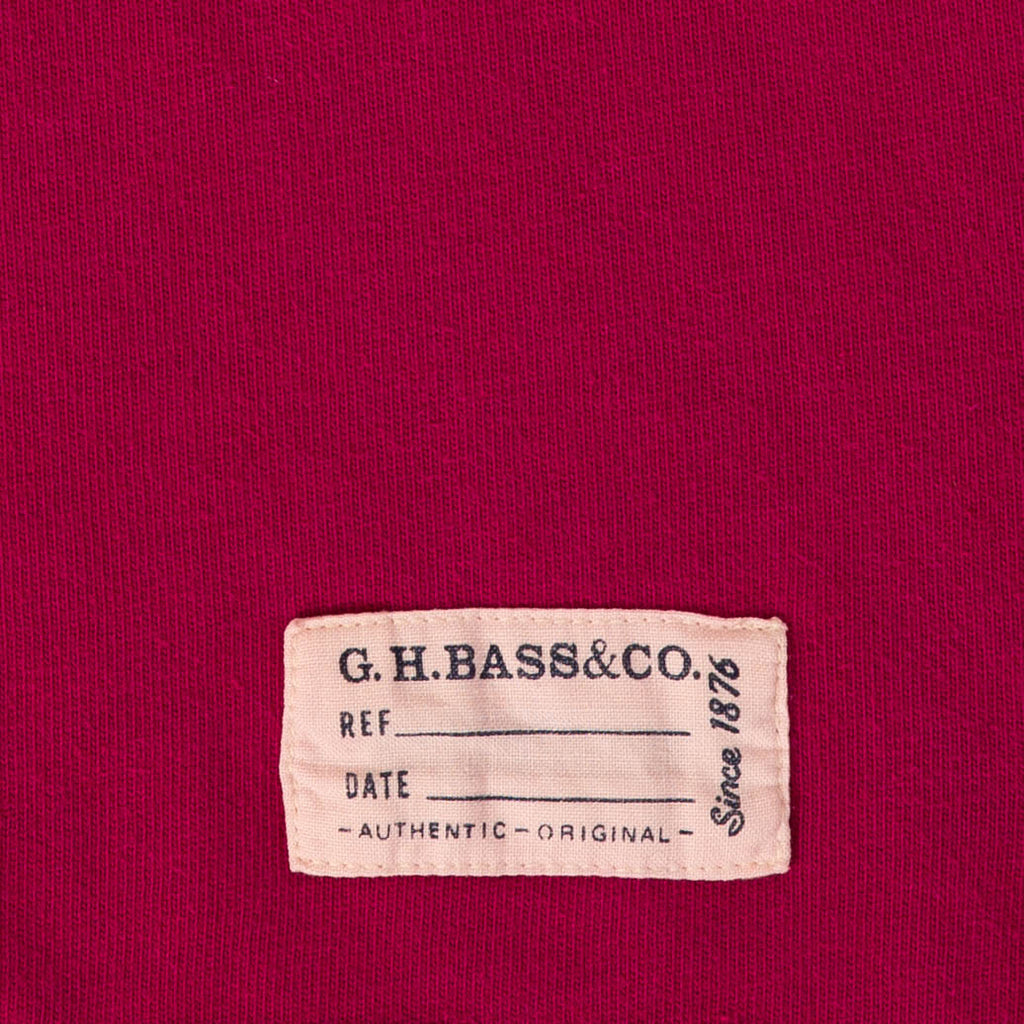 G. H. BASS & CO.
REF
DATE
-AUTHENTIC-ORIGINAL-
Since 1876